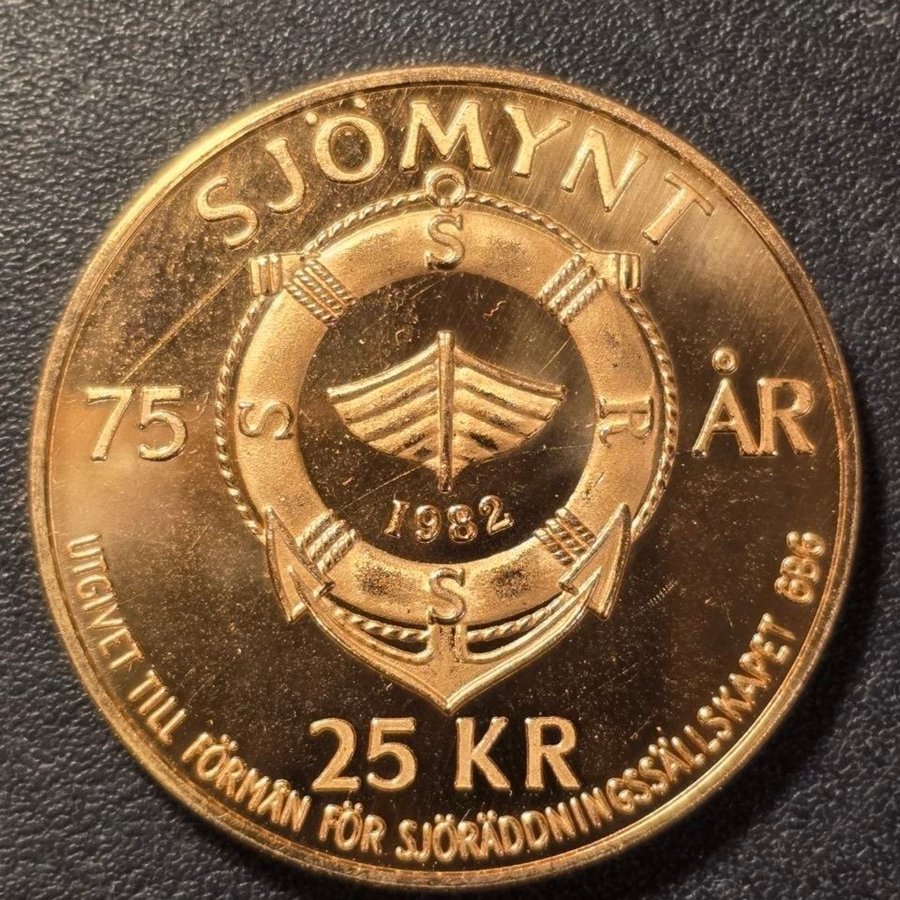 SJÖMYNT
S
S R
S
75 ÅR
1982
25 KR
UTGIVET TILL FÖRMÅN FÖR SJÖRÄDDNINGSSÄLLSKAPET GBG